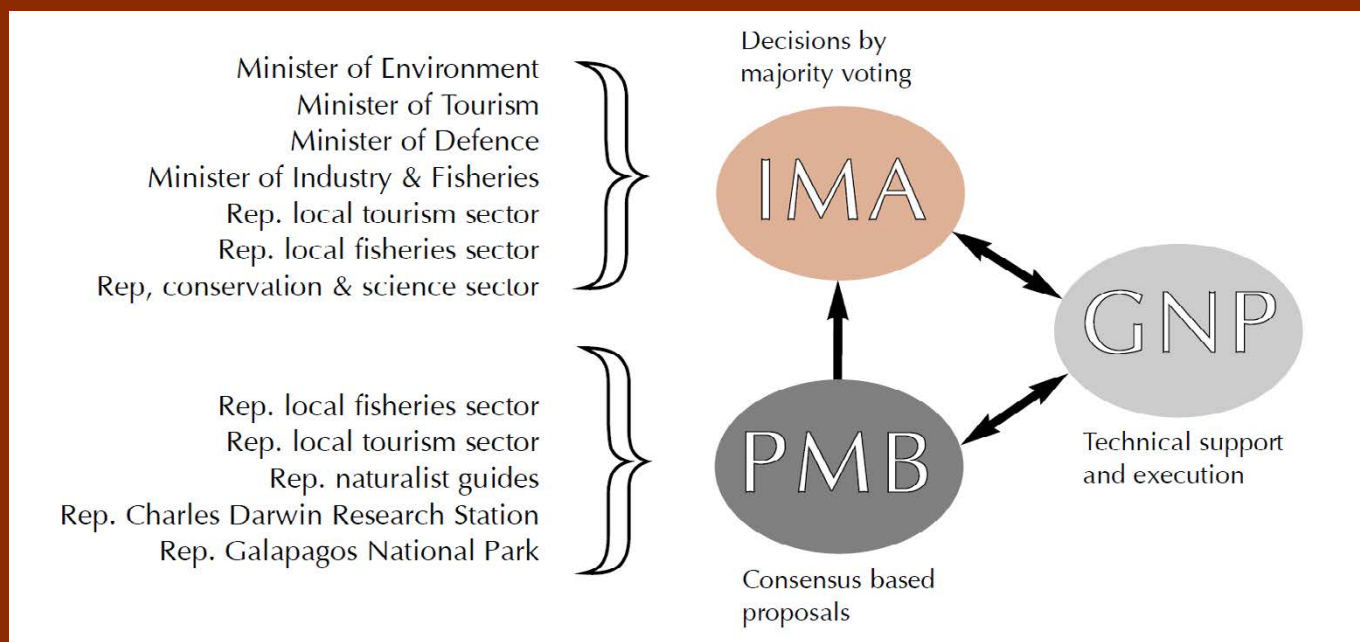 Minister of Environment
Minister of Tourism
Minister of Defence
Minister of Industry & Fisheries
Rep. local tourism sector
Rep. local fisheries sector
Rep, conservation & science sector
Rep. local fisheries sector
Rep. local tourism sector
Rep. naturalist guides
Rep. Charles Darwin Research Station
Rep. Galapagos National Park
Decisions by
majority voting
IMA
GNP
Technical support
and execution
PMB
Consensus based
proposals